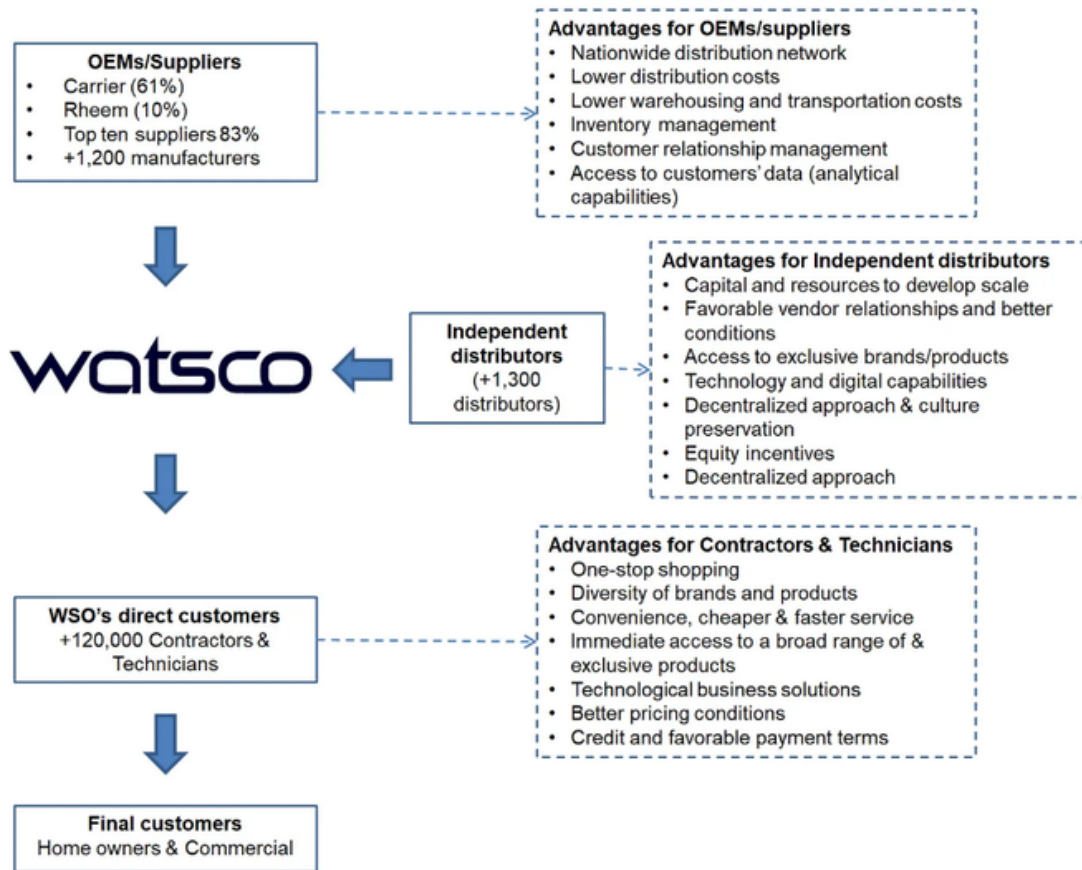 OEMs/Suppliers
• Carrier (61%)
• Rheem (10%)
• Top ten suppliers 83%
• +1,200 manufacturers
Advantages for OEMs/suppliers
• Nationwide distribution network
• Lower distribution costs
• Lower warehousing and transportation costs
• Inventory management
• Customer relationship management
• Access to customers' data (analytical
capabilities)
watsco
Independent
distributors
(+1,300
distributors)
Advantages for Independent distributors
• Capital and resources to develop scale
• Favorable vendor relationships and better
conditions
• Access to exclusive brands/products
• Technology and digital capabilities
• Decentralized approach & culture
preservation
• Equity incentives
• Decentralized approach
WSO's direct customers
+120,000 Contractors &
Technicians
Advantages for Contractors & Technicians
• One-stop shopping
• Diversity of brands and products
• Convenience, cheaper & faster service
• Immediate access to a broad range of &
exclusive products
• Technological business solutions
• Better pricing conditions
• Credit and favorable payment terms
Final customers
Home owners & Commercial